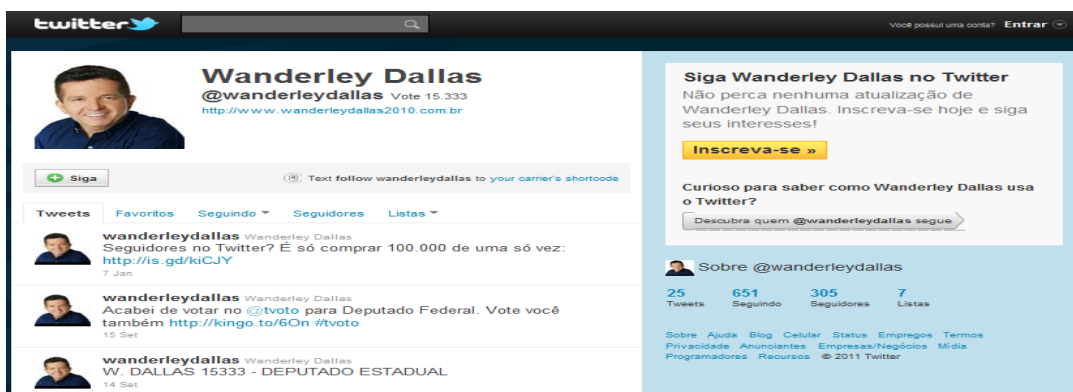 twitter
Você possui uma conta? Entrar
Wanderley Dallas
@wanderleydallas Vote 15.333
http://www.wanderleydallas2010.com.br
Siga
Text follow wanderleydallas to your carrier's shortcode
Tweets Favoritos Seguindo Seguidores Listas
wanderleydallas Wanderley Dallas
Seguidores no Twitter? É só comprar 100.000 de uma só vez:
http://is.gd/kiCJY
7 Jan
wanderleydallas Wanderley Dallas
Acabei de votar no @tvoto para Deputado Federal. Vote você
também http://kingo.to/6On #tvoto
15 Set
wanderleydallas Wanderley Dallas
W. DALLAS 15333 - DEPUTADO ESTADUAL
14 Set
Siga Wanderley Dallas no Twitter
Não perca nenhuma atualização de
Wanderley Dallas. Inscreva-se hoje e siga
seus interesses!
Inscreva-se »
Curioso para saber como Wanderley Dallas usa
o Twitter?
Descubra quem @wanderleydallas segue
Sobre @wanderleydallas
25 651 305 7
Tweets Seguindo Seguidores Listas
Sobre Ajuda Blog Celular Status Empregos Termos
Privacidade Anunciantes Empresas/Negócios Mídia
Programadores Recursos © 2011 Twitter